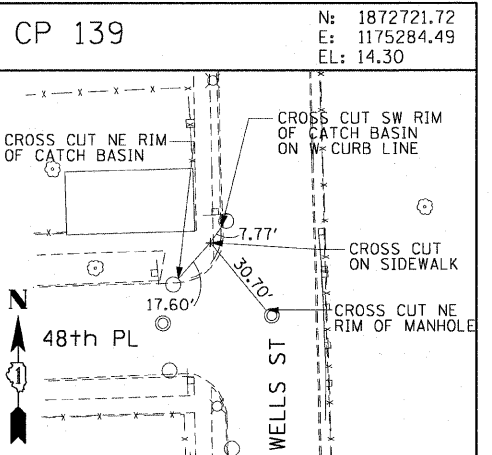 CP 139
N: 1872721.72
E: 1175284.49
EL: 14.30
CROSS CUT SW RIM
OF CATCH BASIN
ON W CURB LINE
CROSS CUT NE RIM
OF CATCH BASIN
7.77'
CROSS CUT
ON SIDEWALK
30.70'
17.60'
CROSS CUT NE
RIM OF MANHOLE
N
48th PL
1
WELLS ST